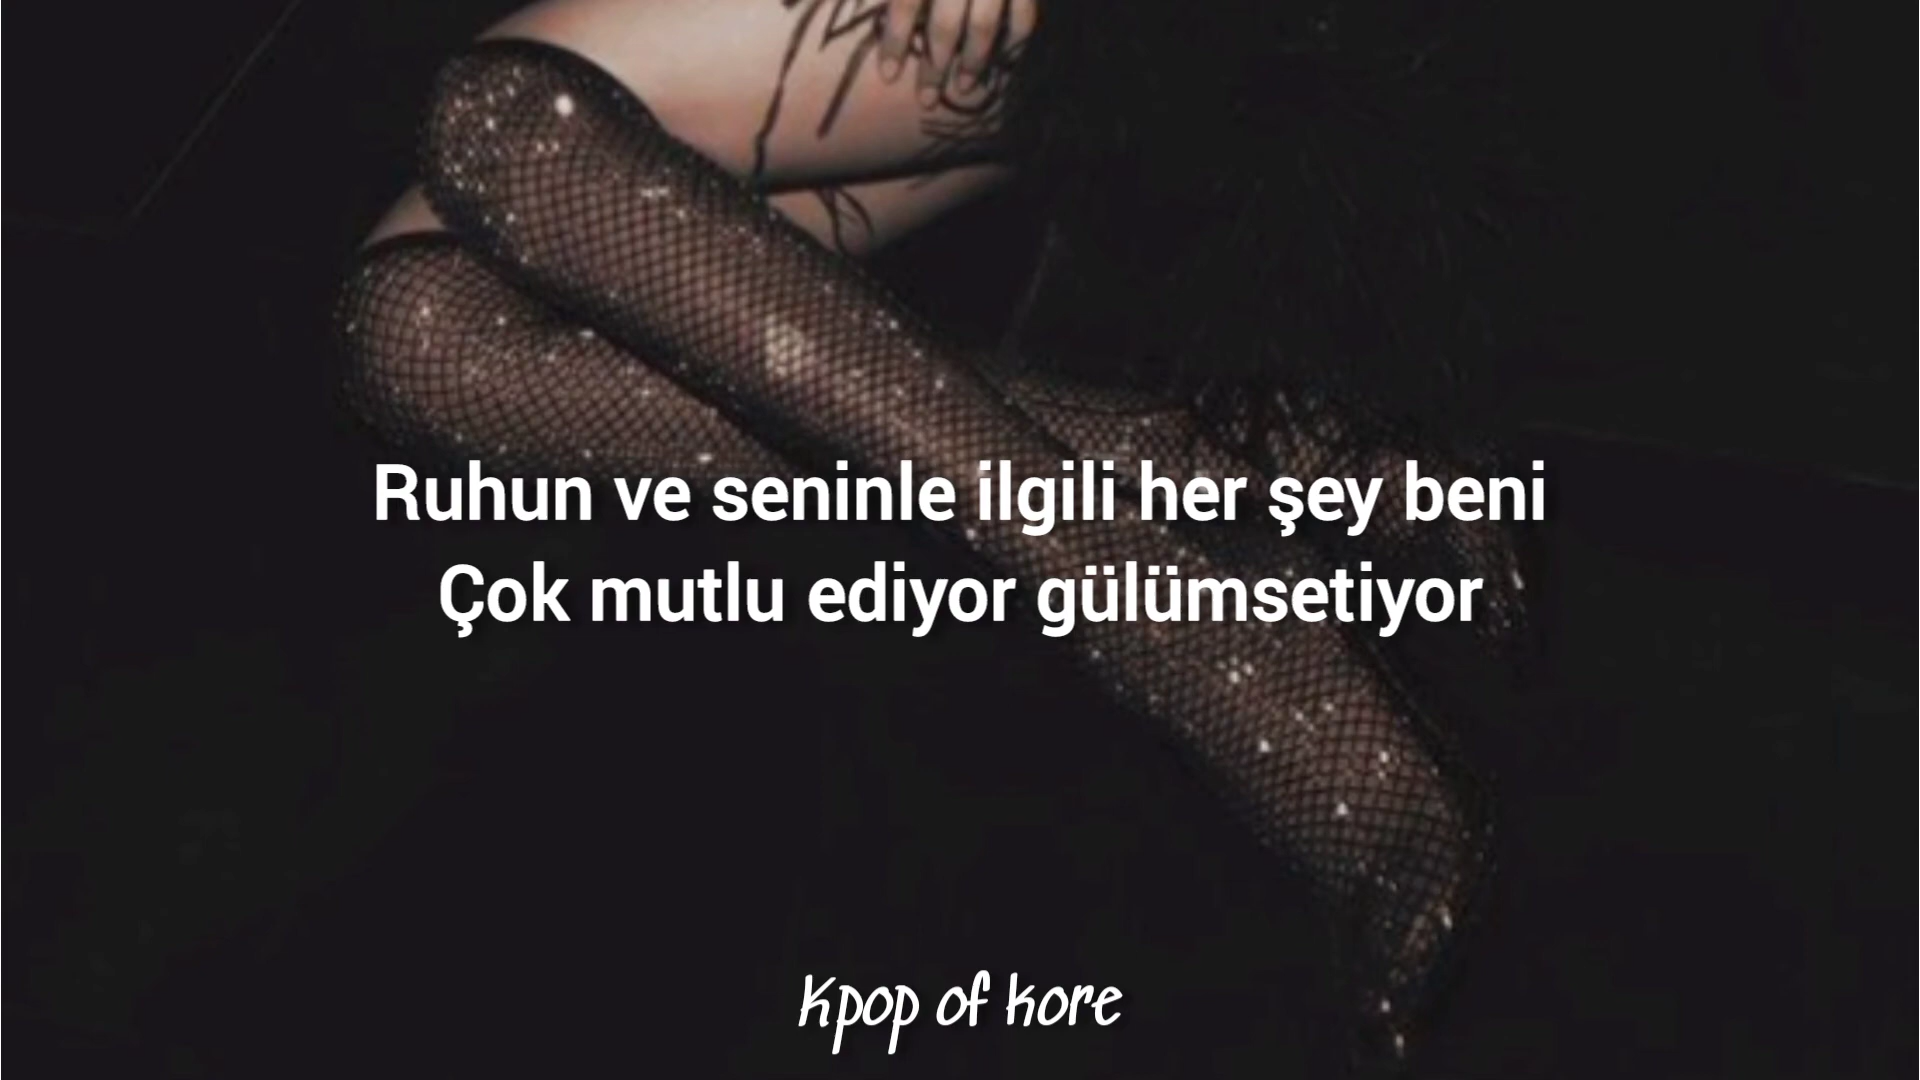 Ruhun ve seninle ilgili her şey beni
Çok mutlu ediyor gülümsetiyor
Kpop of kore